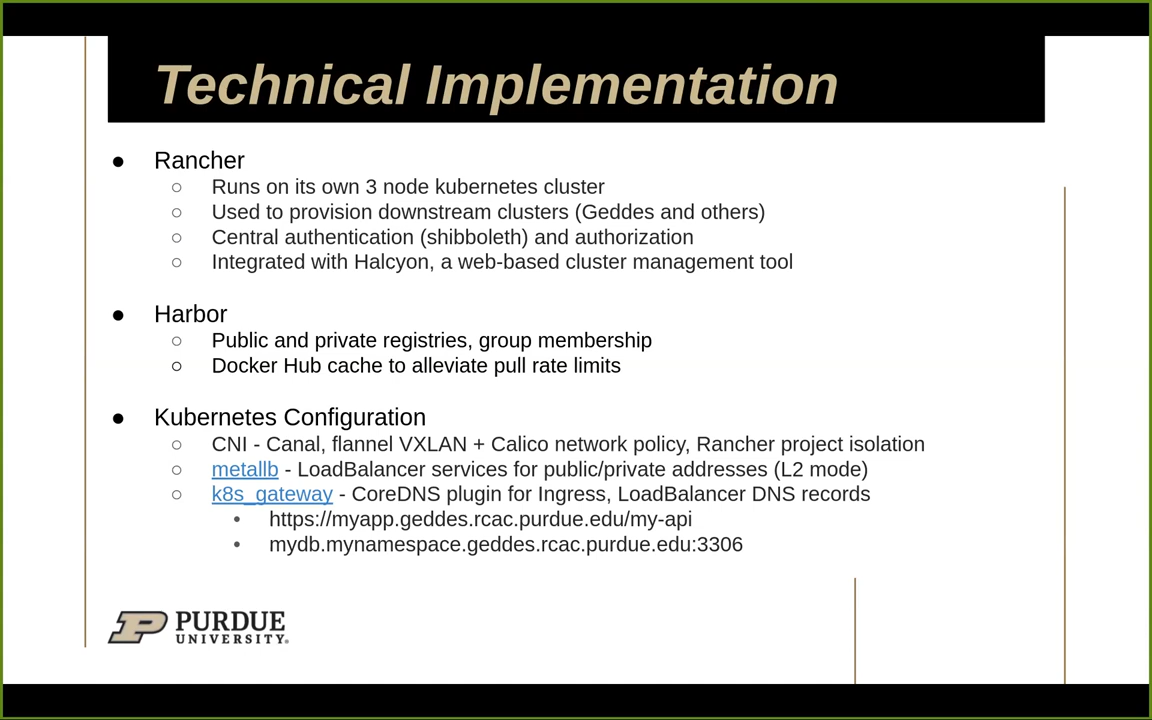 Technical Implementation
● Rancher
○ Runs on its own 3 node kubernetes cluster
○ Used to provision downstream clusters (Geddes and others)
○ Central authentication (shibboleth) and authorization
○ Integrated with Halcyon, a web-based cluster management tool
● Harbor
○ Public and private registries, group membership
○ Docker Hub cache to alleviate pull rate limits
● Kubernetes Configuration
○ CNI - Canal, flannel VXLAN + Calico network policy, Rancher project isolation
○ metallb - LoadBalancer services for public/private addresses (L2 mode)
○ k8s_gateway - CoreDNS plugin for Ingress, LoadBalancer DNS records
• https://myapp.geddes.rcac.purdue.edu/my-api
• mydb.mynamespace.geddes.rcac.purdue.edu:3306
P PURDUE
UNIVERSITY®